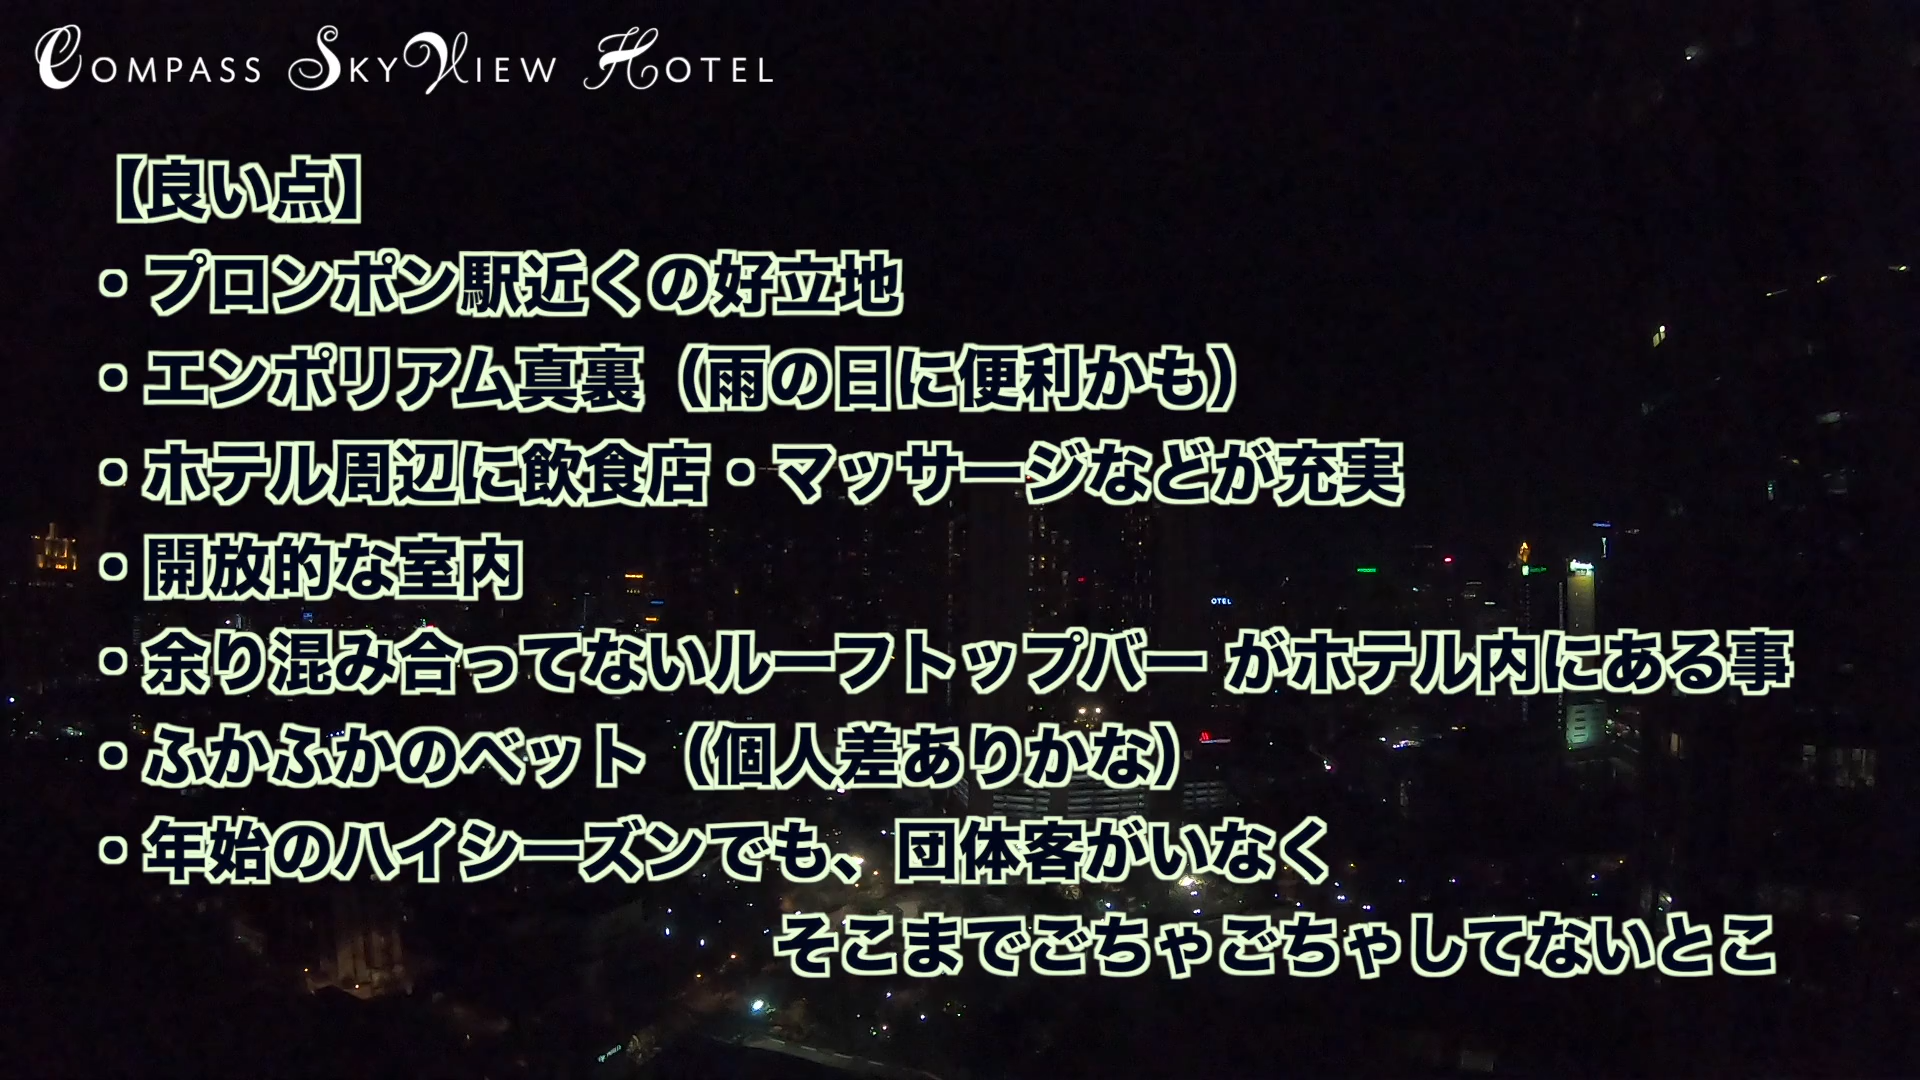 Compass SkyView Hotel
【良い点】
・プロンポン駅近くの好立地
・エンポリアム真裏（雨の日に便利かも）
・ホテル周辺に飲食店・マッサージなどが充実
・開放的な室内
・余り混み合ってないルーフトップバー がホテル内にある事
・ふかふかのベット（個人差ありかな）
・年始のハイシーズンでも、団体客がいなく
そこまでごちゃごちゃしてないとこ
OTEL